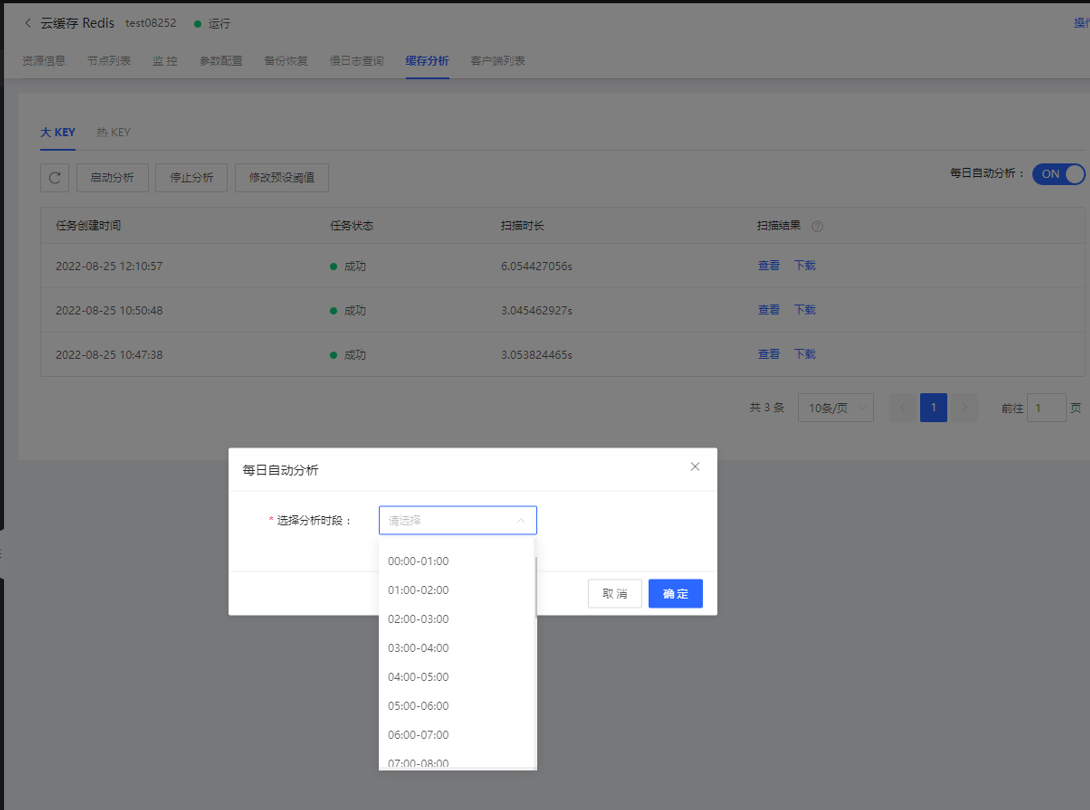 云缓存 Redis test08252 运行 操作
资源信息 节点列表 监 控 参数配置 备份恢复 慢日志查询 缓存分析 客户端列表
大 KEY 热 KEY
启动分析 停止分析 修改预设阈值 每日自动分析： ON
任务创建时间 任务状态 扫描时长 扫描结果
2022-08-25 12:10:57 成功 6.054427056s 查看 下载
2022-08-25 10:50:48 成功 3.045462927s 查看 下载
2022-08-25 10:47:38 成功 3.053824465s 查看 下载
共 3 条 10条/页 1 前往 1 页
每日自动分析
* 选择分析时段： 请选择
00:00-01:00
01:00-02:00
取 消 确 定
02:00-03:00
03:00-04:00
04:00-05:00
05:00-06:00
06:00-07:00
07:00-08:00